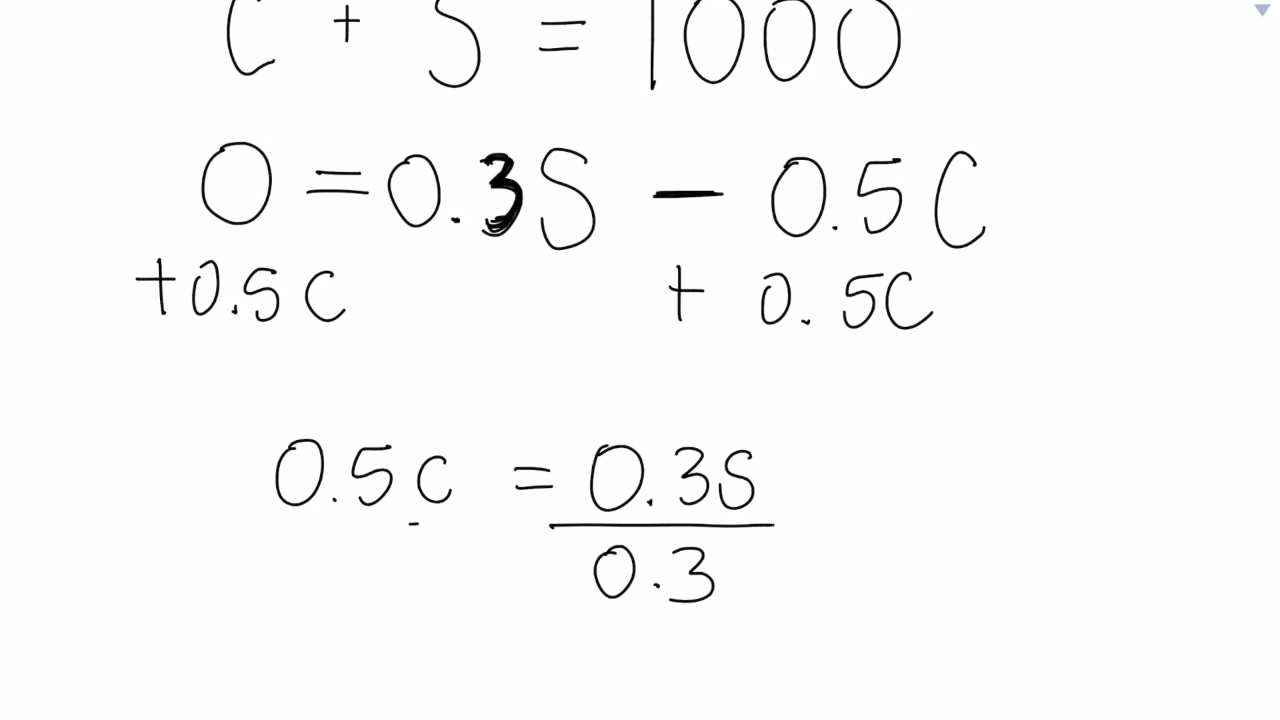 C + S = 1000
0 = 0.3S - 0.5C
+0.5C + 0.5C
0.5C = 0.3S
0.3